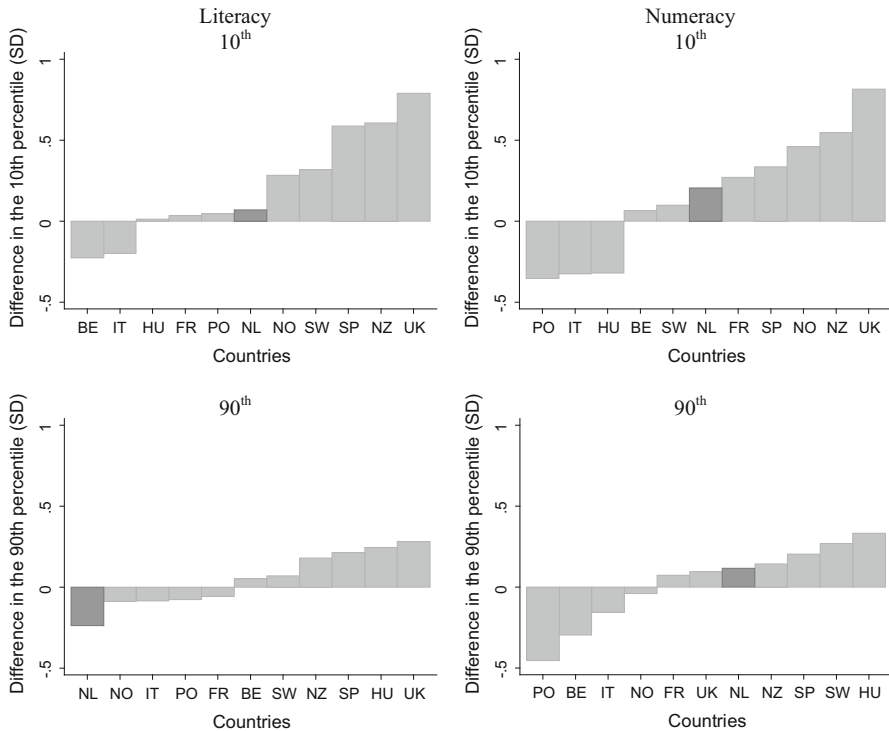 Literacy
10th
Difference in the 10th percentile (SD)
1
.5
0
-.5
BE IT HU FR PO NL NO SW SP NZ UK
Countries
Numeracy
10th
Difference in the 10th percentile (SD)
1
.5
0
-.5
PO IT HU BE SW NL FR SP NO NZ UK
Countries
90th
Difference in the 90th percentile (SD)
1
.5
0
-.5
NL NO IT PO FR BE SW NZ SP HU UK
Countries
90th
Difference in the 90th percentile (SD)
1
.5
0
-.5
PO BE IT NO FR UK NL NZ SP SW HU
Countries